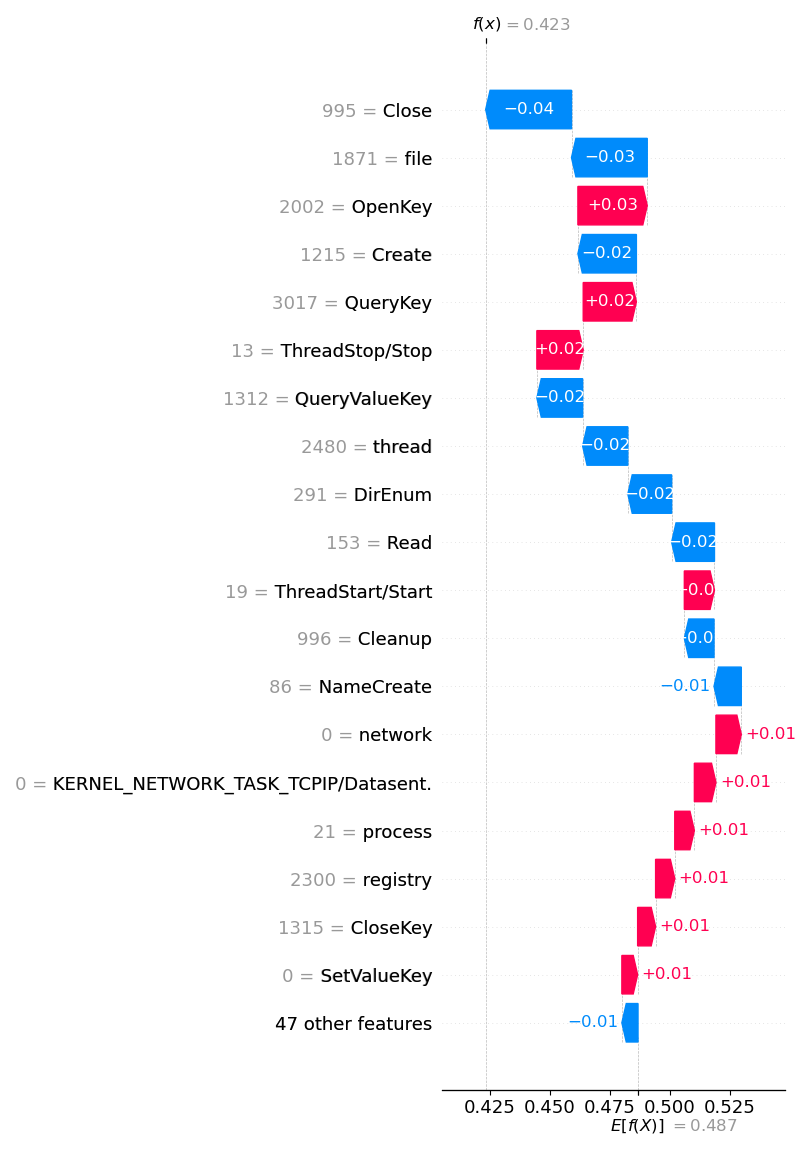 f(x) = 0.423
995 = Close −0.04
1871 = file −0.03
2002 = OpenKey +0.03
1215 = Create −0.02
3017 = QueryKey +0.02
13 = ThreadStop/Stop +0.02
1312 = QueryValueKey −0.02
2480 = thread −0.02
291 = DirEnum −0.02
153 = Read −0.02
19 = ThreadStart/Start
996 = Cleanup
86 = NameCreate −0.01
0 = network +0.01
0 = KERNEL_NETWORK_TASK_TCPIP/Datasent. +0.01
21 = process +0.01
2300 = registry +0.01
1315 = CloseKey +0.01
0 = SetValueKey +0.01
47 other features −0.01
0.425 0.450 0.475 0.500 0.525
E[f(X)] = 0.487